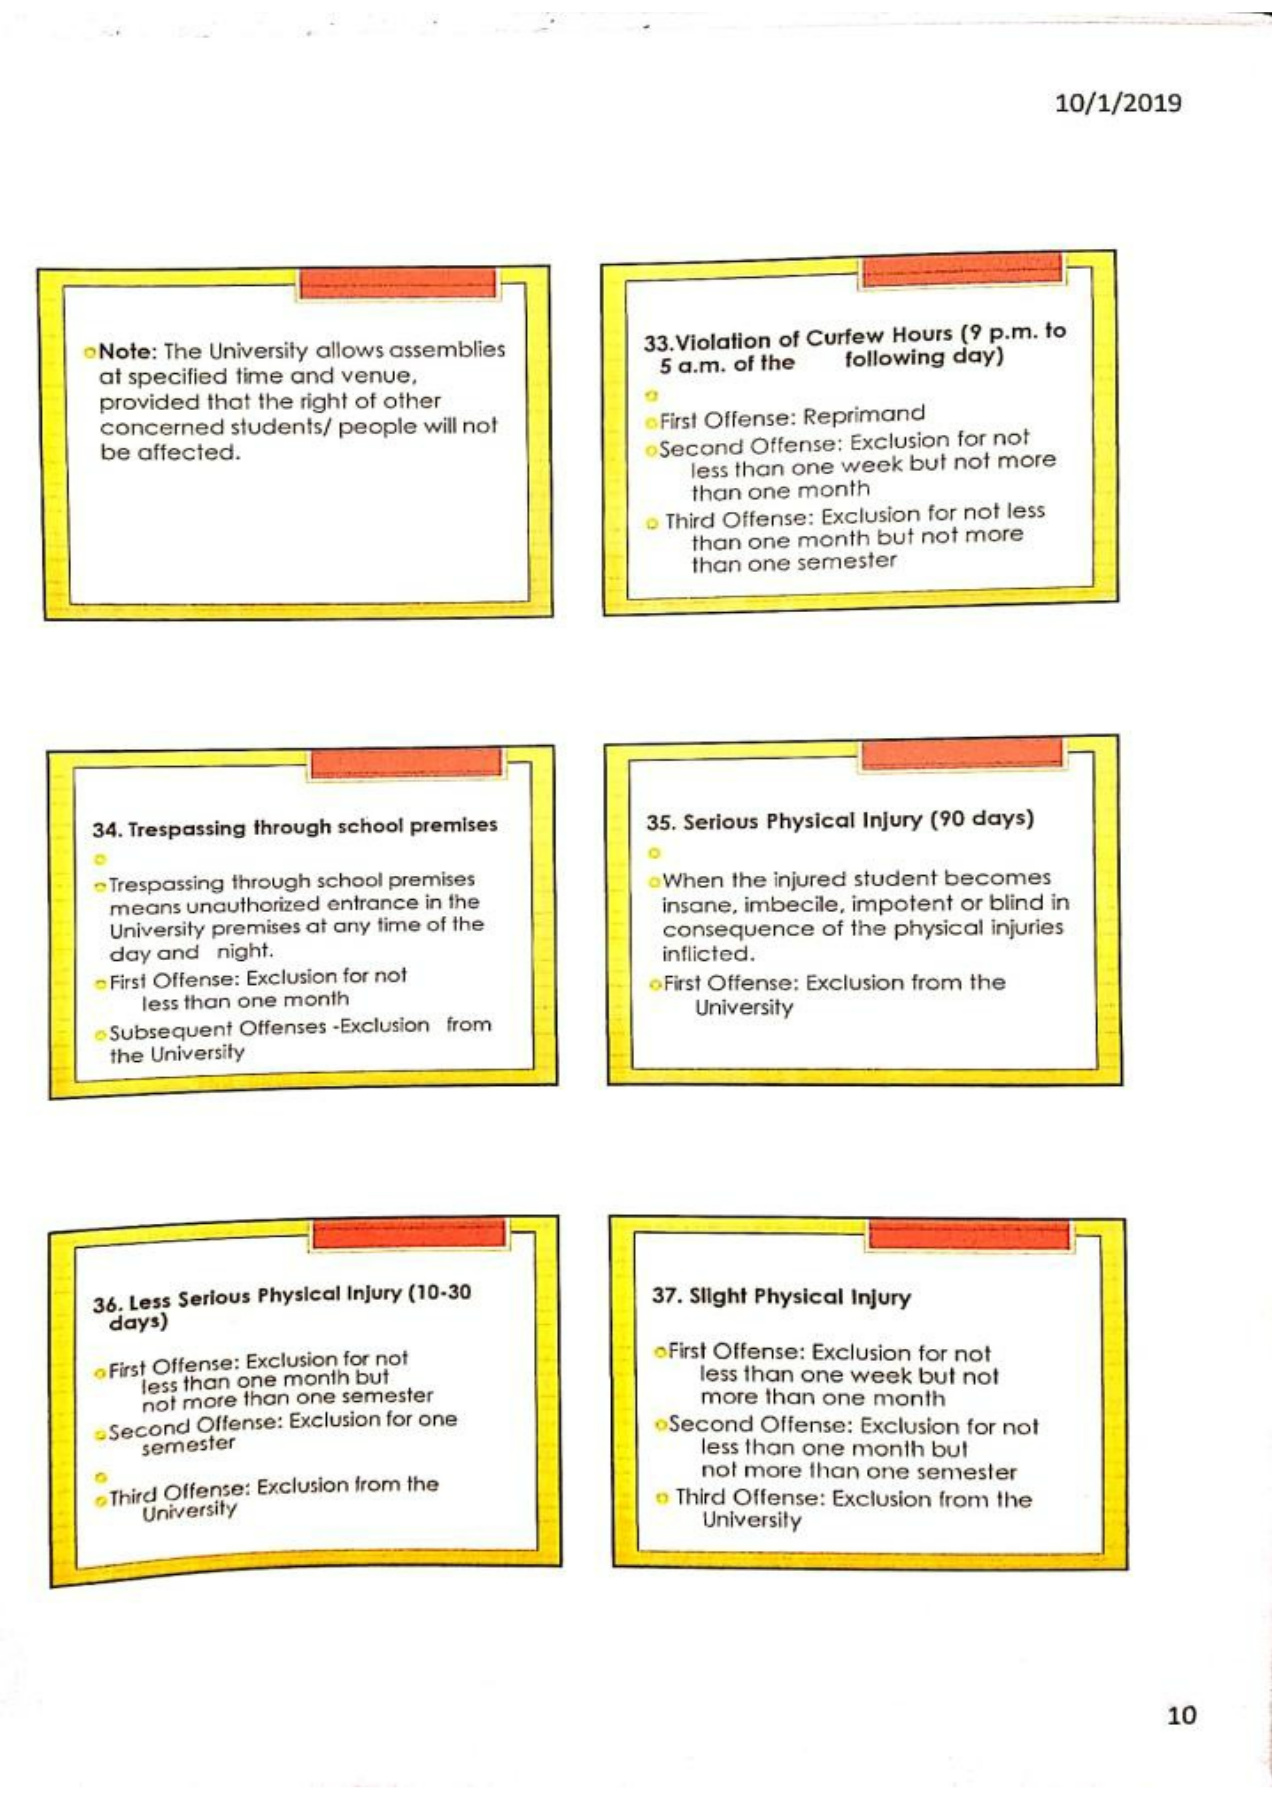 10/1/2019
Note: The University allows assemblies
at specified time and venue,
provided that the right of other
concerned students/ people will not
be affected.
33.Violation of Curfew Hours (9 p.m. to
5 a.m. of the following day)
First Offense: Reprimand
Second Offense: Exclusion for not
less than one week but not more
than one month
Third Offense: Exclusion for not less
than one month but not more
than one semester
34. Trespassing through school premises
Trespassing through school premises
means unauthorized entrance in the
University premises at any time of the
day and night.
First Offense: Exclusion for not
less than one month
Subsequent Offenses -Exclusion from
the University
35. Serious Physical Injury (90 days)
When the injured student becomes
insane, imbecile, impotent or blind in
consequence of the physical injuries
inflicted.
First Offense: Exclusion from the
University
36. Less Serious Physical Injury (10-30
days)
First Offense: Exclusion for not
less than one month but
not more than one semester
Second Offense: Exclusion for one
semester
Third Offense: Exclusion from the
University
37. Slight Physical Injury
First Offense: Exclusion for not
less than one week but not
more than one month
Second Offense: Exclusion for not
less than one month but
not more than one semester
Third Offense: Exclusion from the
University
10